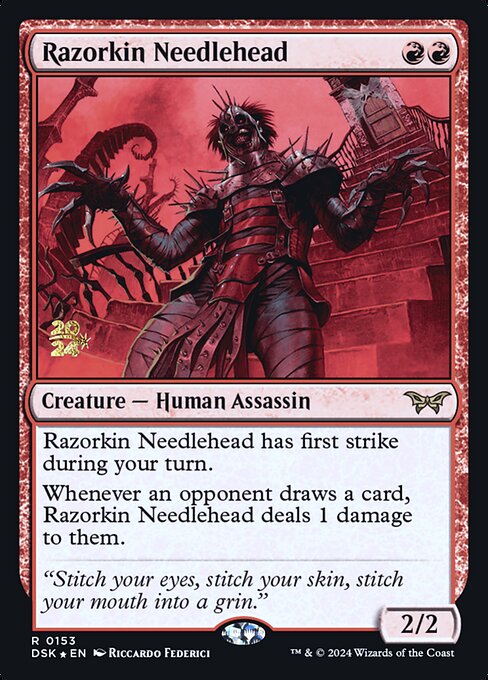 Razorkin Needlehead
2024
Creature — Human Assassin
Razorkin Needlehead has first strike
during your turn.
Whenever an opponent draws a card,
Razorkin Needlehead deals 1 damage
to them.
“Stitch your eyes, stitch your skin, stitch
your mouth into a grin.”
2/2
R 0153
DSK ★ EN Riccardo Federici
™ & © 2024 Wizards of the Coast